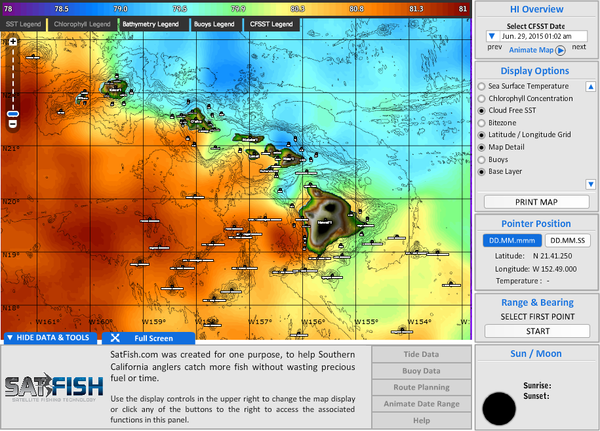 78 78.5 79.0 79.6 80.3 80.8 81.3 81
SST Legend Chlorophyll Legend Bathymetry Legend Buoys Legend CFSST Legend
N21°
N20°
N19°
N18°
W161° W160° W159° W158° W157° W156° W155° W154°
Hawai'i
HIDE DATA & TOOLS Full Screen
HI Overview
Select CFSST Date
Jun. 29, 2015 01:02 am
prev Animate Map next
Display Options
Sea Surface Temperature
Chlorophyll Concentration
Cloud Free SST
Bitezone
Latitude / Longitude Grid
Map Detail
Buoys
Base Layer
PRINT MAP
Pointer Position
DD.MM.mmm DD.MM.SS
Latitude: N 21.41.250
Longitude: W 152.49.000
Temperature : -
Range & Bearing
SELECT FIRST POINT
START
SATFISH
SATELLITE FISHING TECHNOLOGY
SatFish.com was created for one purpose, to help Southern
California anglers catch more fish without wasting precious
fuel or time.
Use the display controls in the upper right to change the map display
or click any of the buttons to the right to access the associated
functions in this panel.
Tide Data
Buoy Data
Route Planning
Animate Date Range
Help
Sun / Moon
Sunrise:
Sunset: